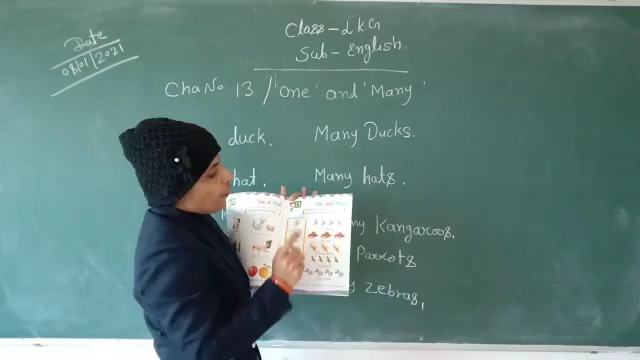 Date
08/01/2021
Class - LKG
Sub - English.
Cha No. 13 / 'One' and 'Many'
duck. Many Ducks.
hat. Many hats.
ny Kangaroos.
Parrots
zebras,